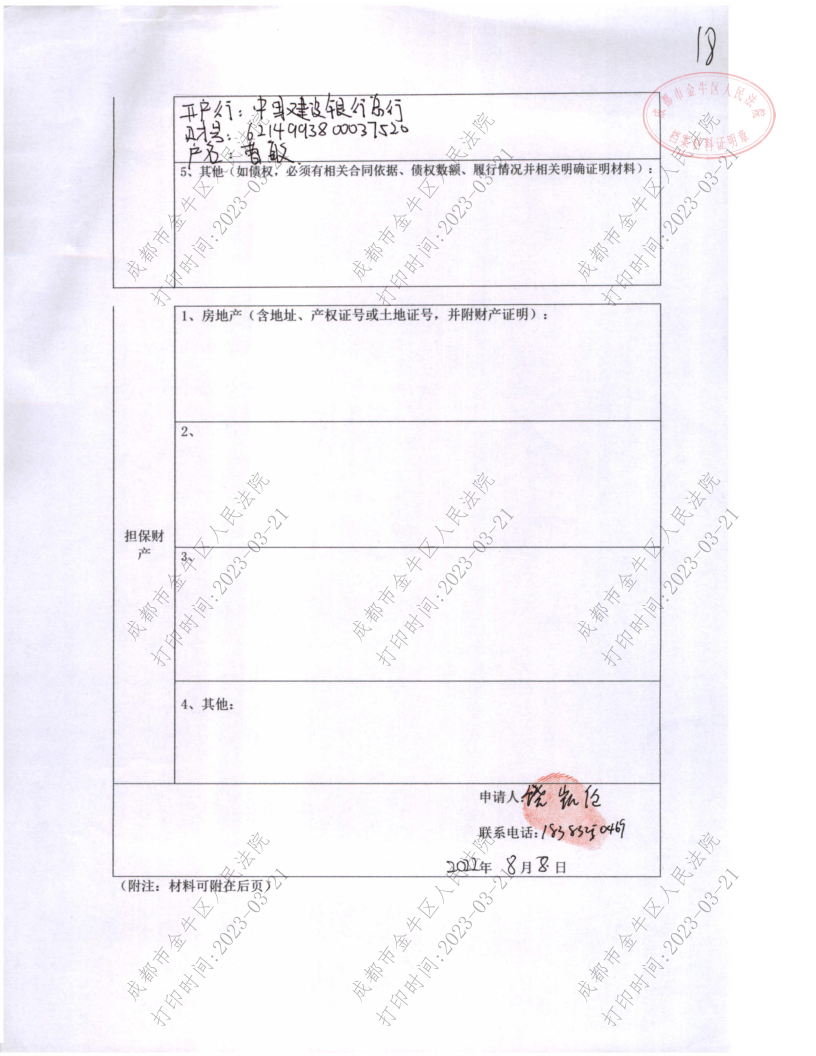 18
成都市金牛区人民法院
档案材料证明章
开户行：中国建设银行
账号：6214993800037520
户名：曹敏
5、其他（如债权，必须有相关合同依据、债权数额、履行情况并相关明确证明材料）：
1、房地产（含地址、产权证号或土地证号，并附财产证明）：
2、
担保财
产
3、
4、其他：
申请人：饶凯
联系电话：
2022年 8月8日
（附注：材料可附在后页）
成都市金牛区人民法院
打印时间:2023-03-21
成都市金牛区人民法院
打印时间:2023-03-21
成都市金牛区人民法院
打印时间:2023-03-21
成都市金牛区人民法院
打印时间:2023-03-21
成都市金牛区人民法院
打印时间:2023-03-21
成都市金牛区人民法院
打印时间:2023-03-21
成都市金牛区人民法院
打印时间:2023-03-21
成都市金牛区人民法院
打印时间:2023-03-21
成都市金牛区人民法院
打印时间:2023-03-21